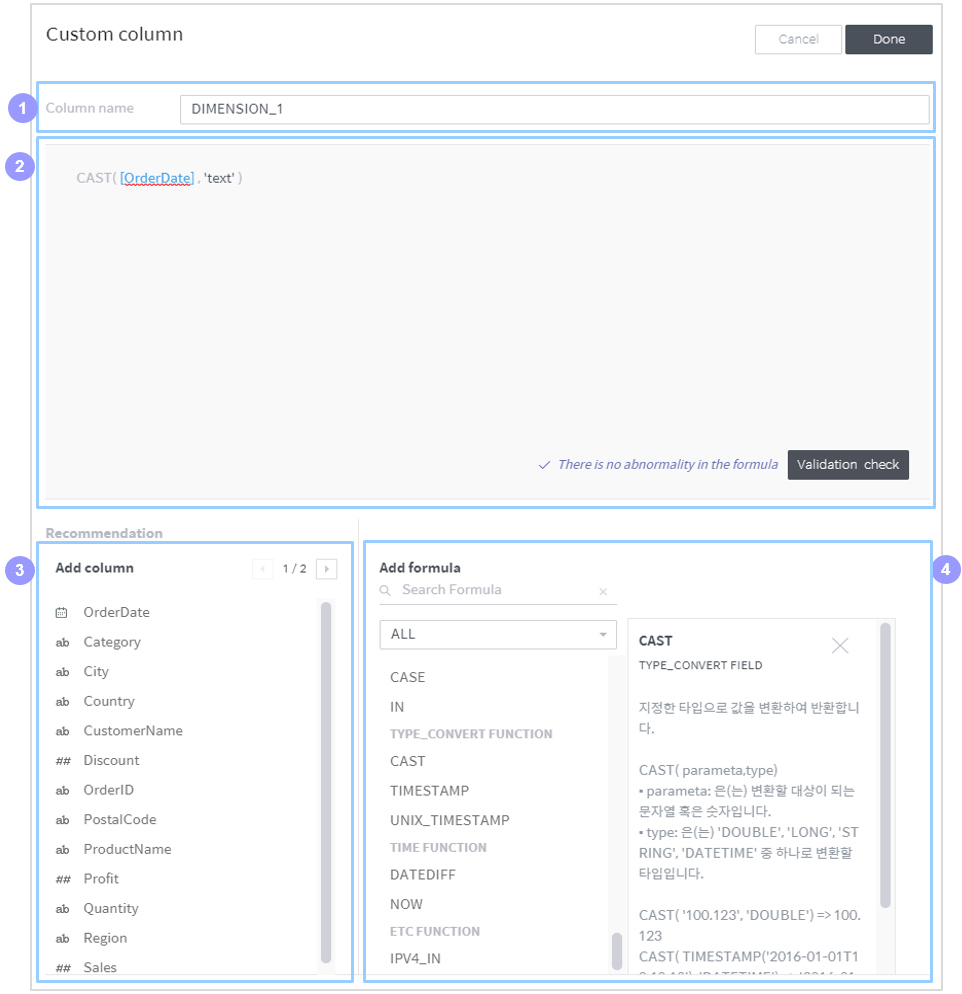 Custom column
Cancel
Done
1
Column name
DIMENSION_1
2
CAST( [OrderDate] , 'text' )
There is no abnormality in the formula
Validation check
Recommendation
3
Add column
1 / 2
OrderDate
ab Category
ab City
ab Country
ab CustomerName
## Discount
ab OrderID
ab PostalCode
ab ProductName
## Profit
ab Quantity
ab Region
## Sales
4
Add formula
Search Formula
ALL
CASE
IN
TYPE_CONVERT FUNCTION
CAST
TIMESTAMP
UNIX_TIMESTAMP
TIME FUNCTION
DATEDIFF
NOW
ETC FUNCTION
IPV4_IN
CAST
TYPE_CONVERT FIELD
지정한 타입으로 값을 변환하여 반환합니
다.
CAST( parameta,type)
▪ parameta: 은(는) 변환할 대상이 되는
문자열 혹은 숫자입니다.
▪ type: 은(는) 'DOUBLE', 'LONG', 'ST
RING', 'DATETIME' 중 하나로 변환할
타입입니다.
CAST( '100.123', 'DOUBLE') => 100.
123
CAST( TIMESTAMP('2016-01-01T1